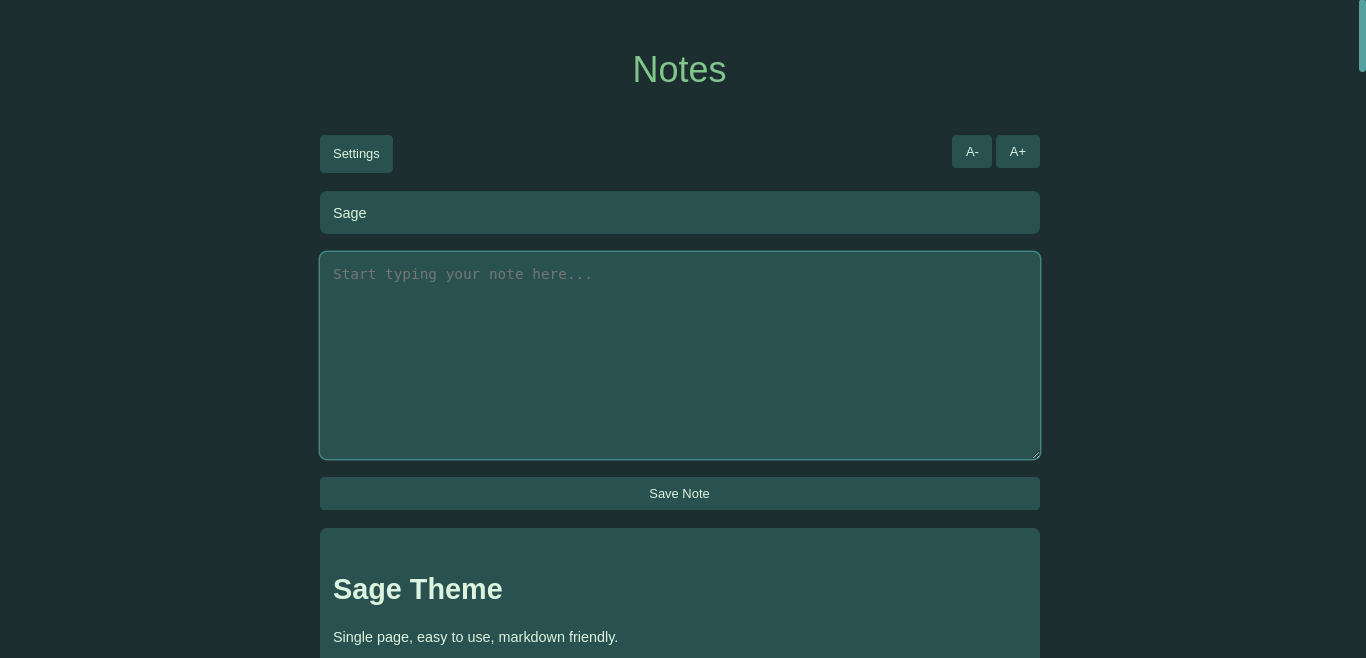 Notes
Settings
A-
A+
Sage
Start typing your note here...
Save Note
Sage Theme
Single page, easy to use, markdown friendly.